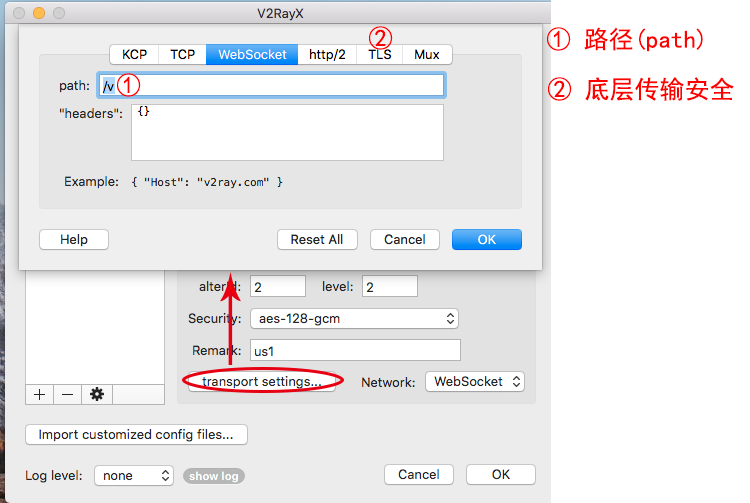 V2RayX
②
KCP TCP WebSocket http/2 TLS Mux
① 路径(path)
path: /v ①
② 底层传输安全
"headers": {}
Example: { "Host": "v2ray.com" }
Help Reset All Cancel OK
alterId: 2 level: 2
Security: aes-128-gcm
Remark: us1
transport settings... Network: WebSocket
Import customized config files...
Log level: none show log Cancel OK